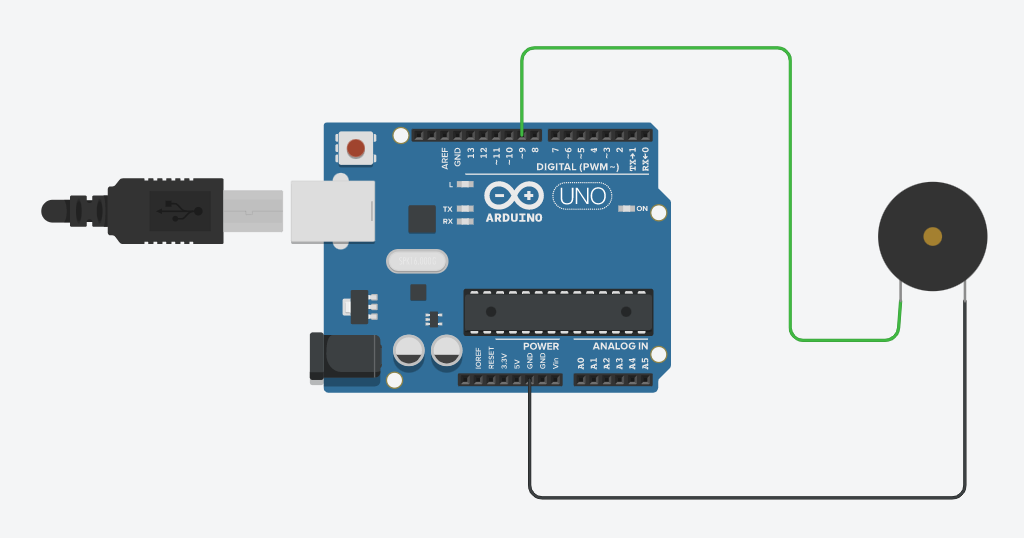 AREF
GND
13
12
~11
~10
~9
8
7
~6
~5
4
~3
2
TX→1
RX←0
DIGITAL (PWM~)
L
TX
RX
ARDUINO
UNO
ON
POWER
ANALOG IN
IOREF
RESET
3.3V
5V
GND
GND
Vin
A0
A1
A2
A3
A4
A5